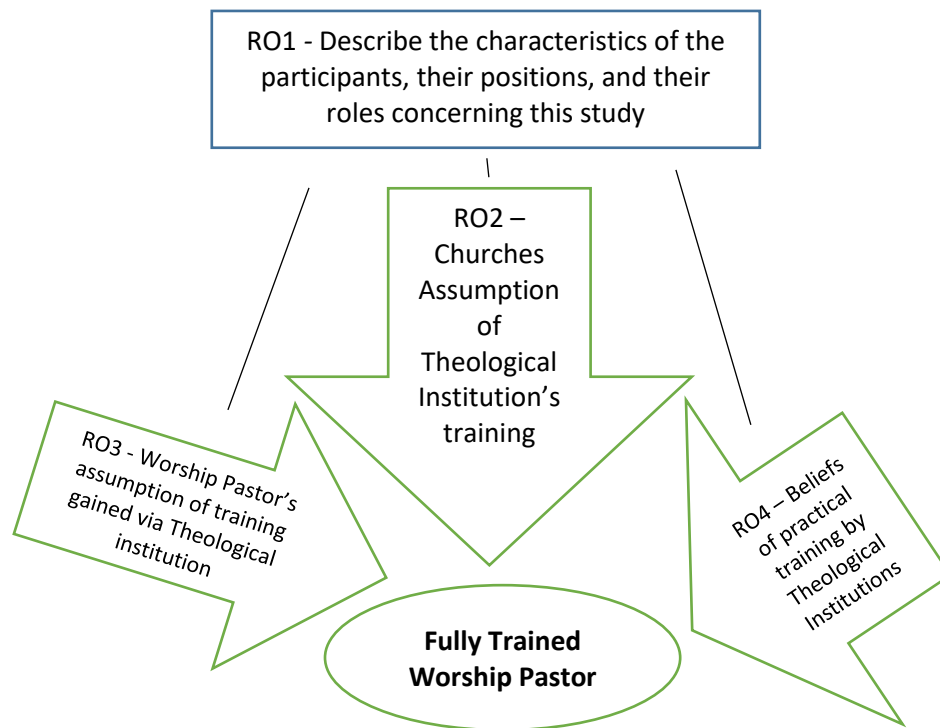 RO1 - Describe the characteristics of the
participants, their positions, and their
roles concerning this study
RO2 –
Churches
Assumption
of
Theological
Institution’s
training
RO3 - Worship Pastor’s
assumption of training
gained via Theological
institution
RO4 – Beliefs
of practical
training by
Theological
Institutions
Fully Trained
Worship Pastor